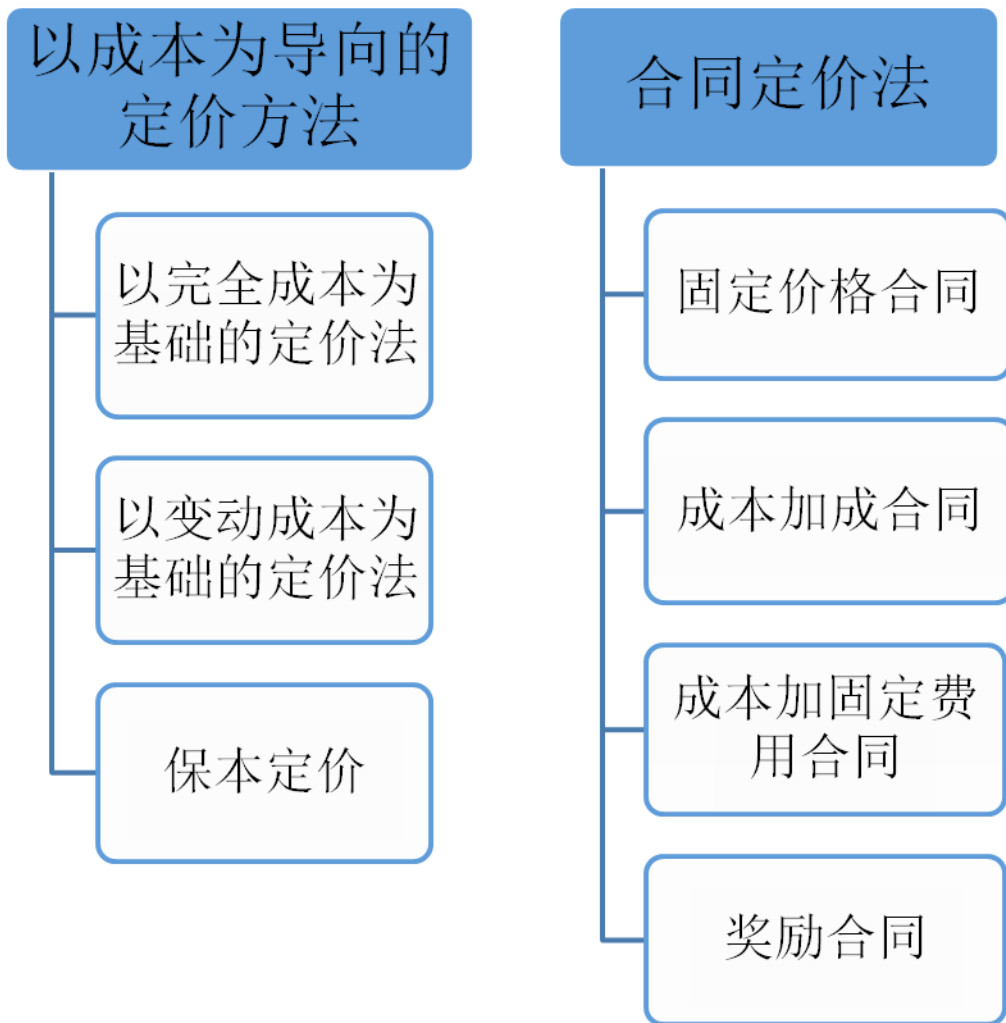 以成本为导向的
定价方法
以完全成本为
基础的定价法
以变动成本为
基础的定价法
保本定价
合同定价法
固定价格合同
成本加成合同
成本加固定费
用合同
奖励合同